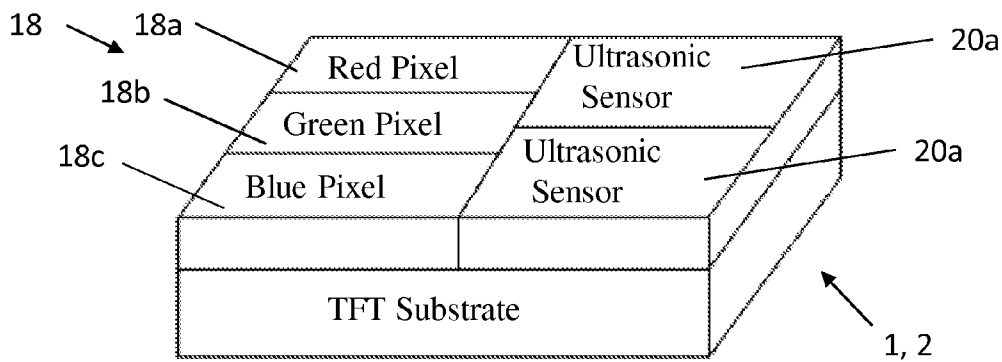 18
18a
Red Pixel
18b
Green Pixel
18c
Blue Pixel
Ultrasonic
Sensor
20a
Ultrasonic
Sensor
20a
TFT Substrate
1, 2